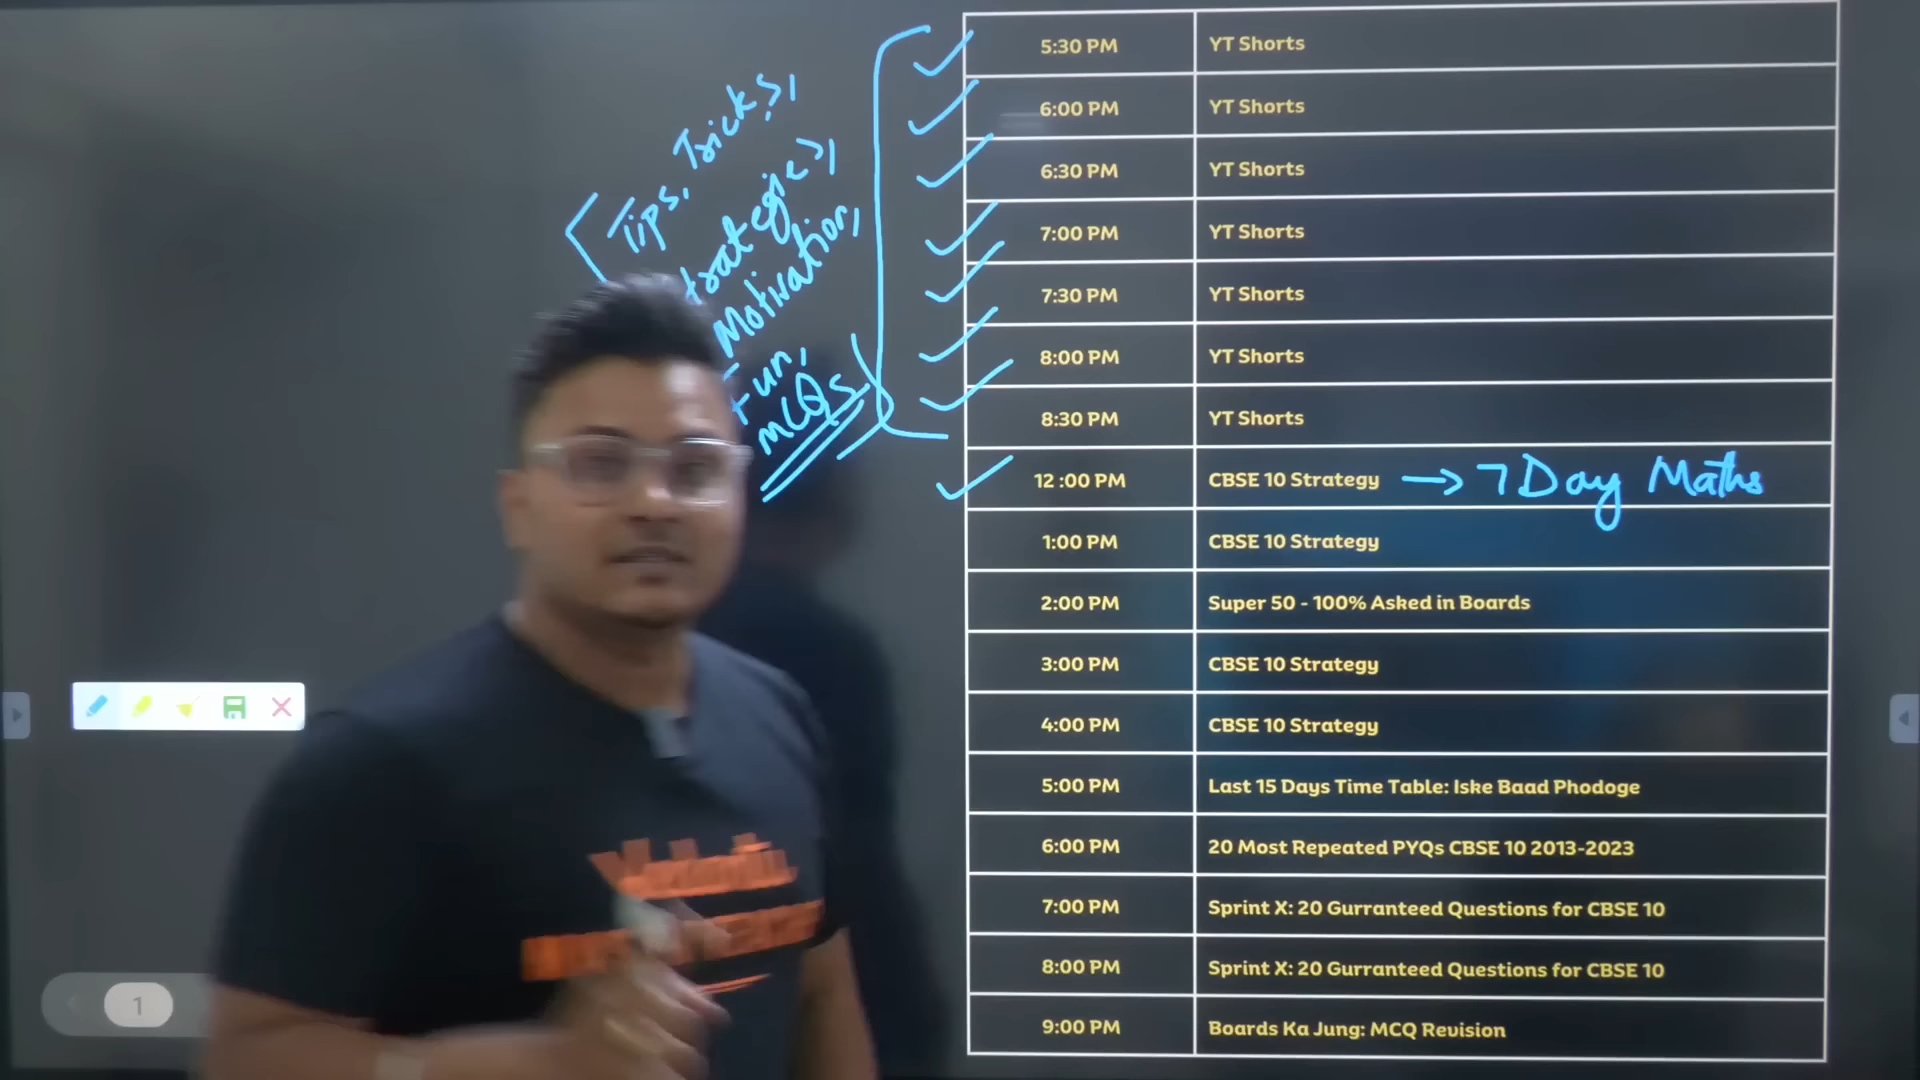 Tips, Tricks,
Motivation,
Fun,
MCQs
5:30 PM YT Shorts
6:00 PM YT Shorts
6:30 PM YT Shorts
7:00 PM YT Shorts
7:30 PM YT Shorts
8:00 PM YT Shorts
8:30 PM YT Shorts
12 :00 PM CBSE 10 Strategy → 7 Day Maths
1:00 PM CBSE 10 Strategy
2:00 PM Super 50 - 100% Asked in Boards
3:00 PM CBSE 10 Strategy
4:00 PM CBSE 10 Strategy
5:00 PM Last 15 Days Time Table: Iske Baad Phodoge
6:00 PM 20 Most Repeated PYQs CBSE 10 2013-2023
7:00 PM Sprint X: 20 Gurranteed Questions for CBSE 10
8:00 PM Sprint X: 20 Gurranteed Questions for CBSE 10
9:00 PM Boards Ka Jung: MCQ Revision
1